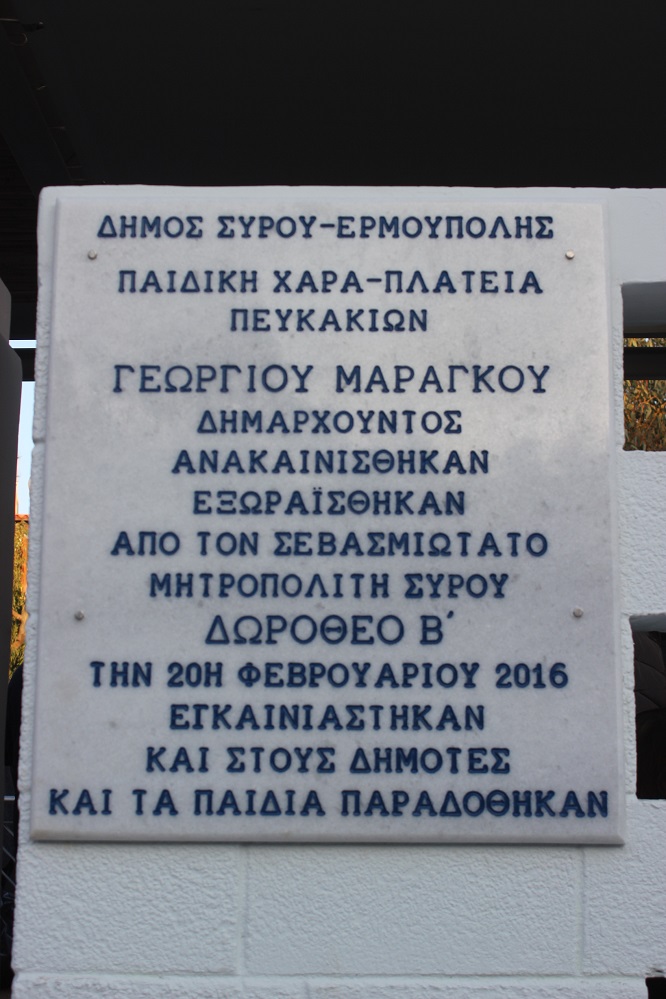 ΔΗΜΟΣ ΣΥΡΟΥ-ΕΡΜΟΥΠΟΛΗΣ
ΠΑΙΔΙΚΗ ΧΑΡΑ-ΠΛΑΤΕΙΑ
ΠΕΥΚΑΚΙΩΝ
ΓΕΩΡΓΙΟΥ ΜΑΡΑΓΚΟΥ
ΔΗΜΑΡΧΟΥΝΤΟΣ
ΑΝΑΚΑΙΝΙΣΘΗΚΑΝ
ΕΞΩΡΑΪΣΘΗΚΑΝ
ΑΠΟ ΤΟΝ ΣΕΒΑΣΜΙΩΤΑΤΟ
ΜΗΤΡΟΠΟΛΙΤΗ ΣΥΡΟΥ
ΔΩΡΟΘΕΟ Β΄
ΤΗΝ 20Η ΦΕΒΡΟΥΑΡΙΟΥ 2016
ΕΓΚΑΙΝΙΑΣΤΗΚΑΝ
ΚΑΙ ΣΤΟΥΣ ΔΗΜΟΤΕΣ
ΚΑΙ ΤΑ ΠΑΙΔΙΑ ΠΑΡΑΔΟΘΗΚΑΝ